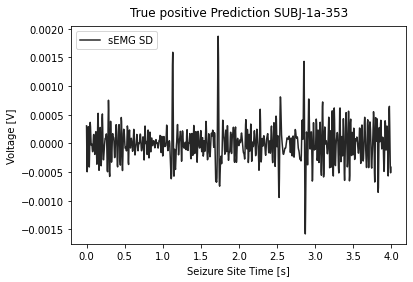 True positive Prediction SUBJ-1a-353
sEMG SD
0.0020
0.0015
0.0010
0.0005
0.0000
−0.0005
−0.0010
−0.0015
Voltage [V]
0.0 0.5 1.0 1.5 2.0 2.5 3.0 3.5 4.0
Seizure Site Time [s]